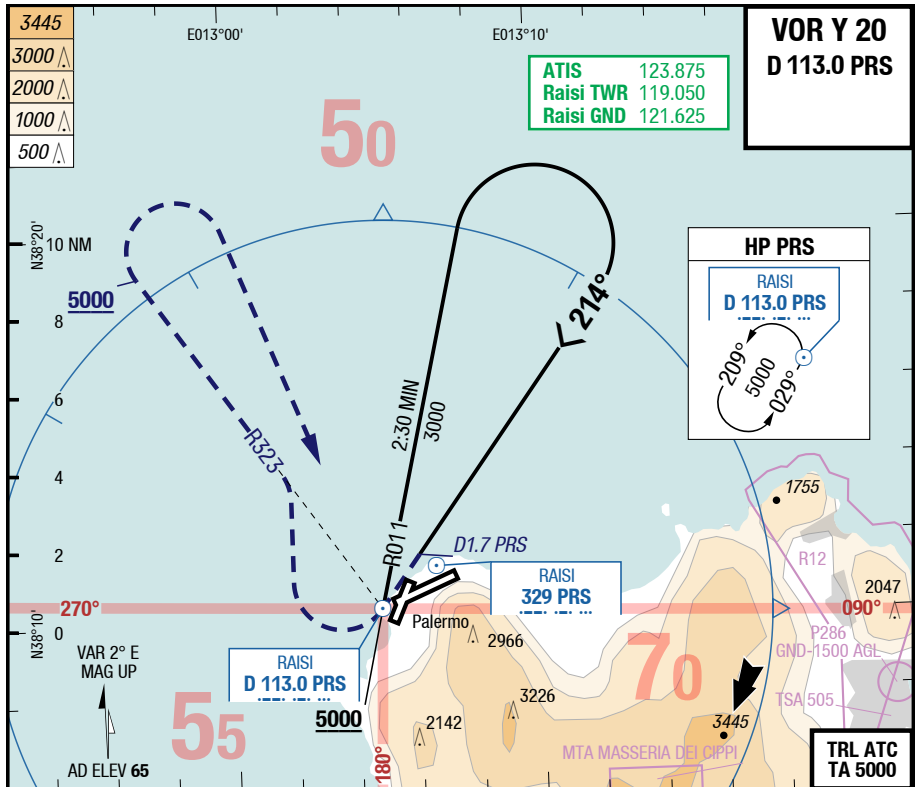 3445
3000
2000
1000
500
E013°00'
E013°10'
VOR Y 20
D 113.0 PRS
ATIS 123.875
Raisi TWR 119.050
Raisi GND 121.625
50
N38°20'
10 NM
8
6
4
2
0
N38°10'
5000
214°
2:30 MIN
3000
HP PRS
RAISI
D 113.0 PRS
209°
5000
029°
R323
R011
D1.7 PRS
RAISI
329 PRS
1755
R12
2047
270°
090°
Palermo
2966
P286
GND-1500 AGL
VAR 2° E
MAG UP
RAISI
D 113.0 PRS
70
TSA 505
55
5000
3226
2142
3445
180°
MTA MASSERIA DEI CIPPI
AD ELEV 65
TRL ATC
TA 5000